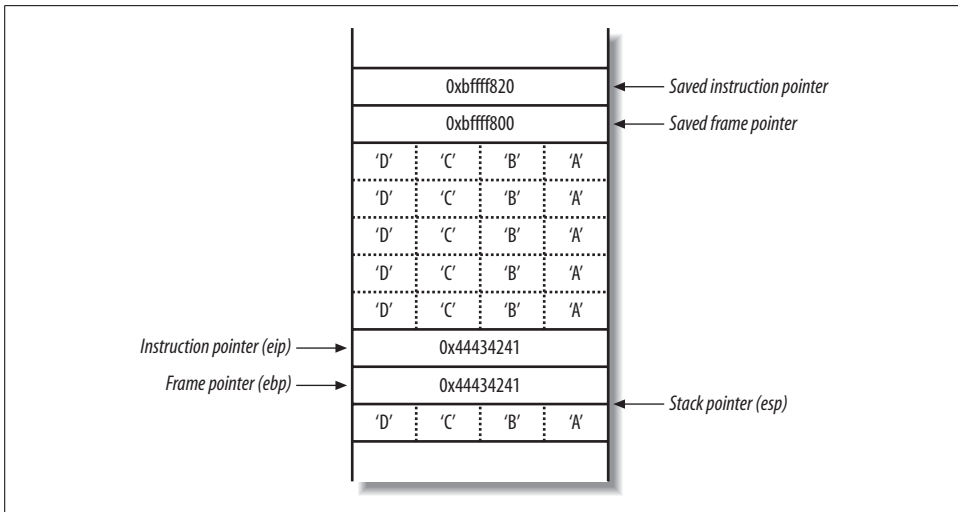 0xbffff820
Saved instruction pointer
0xbffff800
Saved frame pointer
‘D’ ‘C’ ‘B’ ‘A’
‘D’ ‘C’ ‘B’ ‘A’
‘D’ ‘C’ ‘B’ ‘A’
‘D’ ‘C’ ‘B’ ‘A’
‘D’ ‘C’ ‘B’ ‘A’
Instruction pointer (eip)
0x44434241
Frame pointer (ebp)
0x44434241
Stack pointer (esp)
‘D’ ‘C’ ‘B’ ‘A’